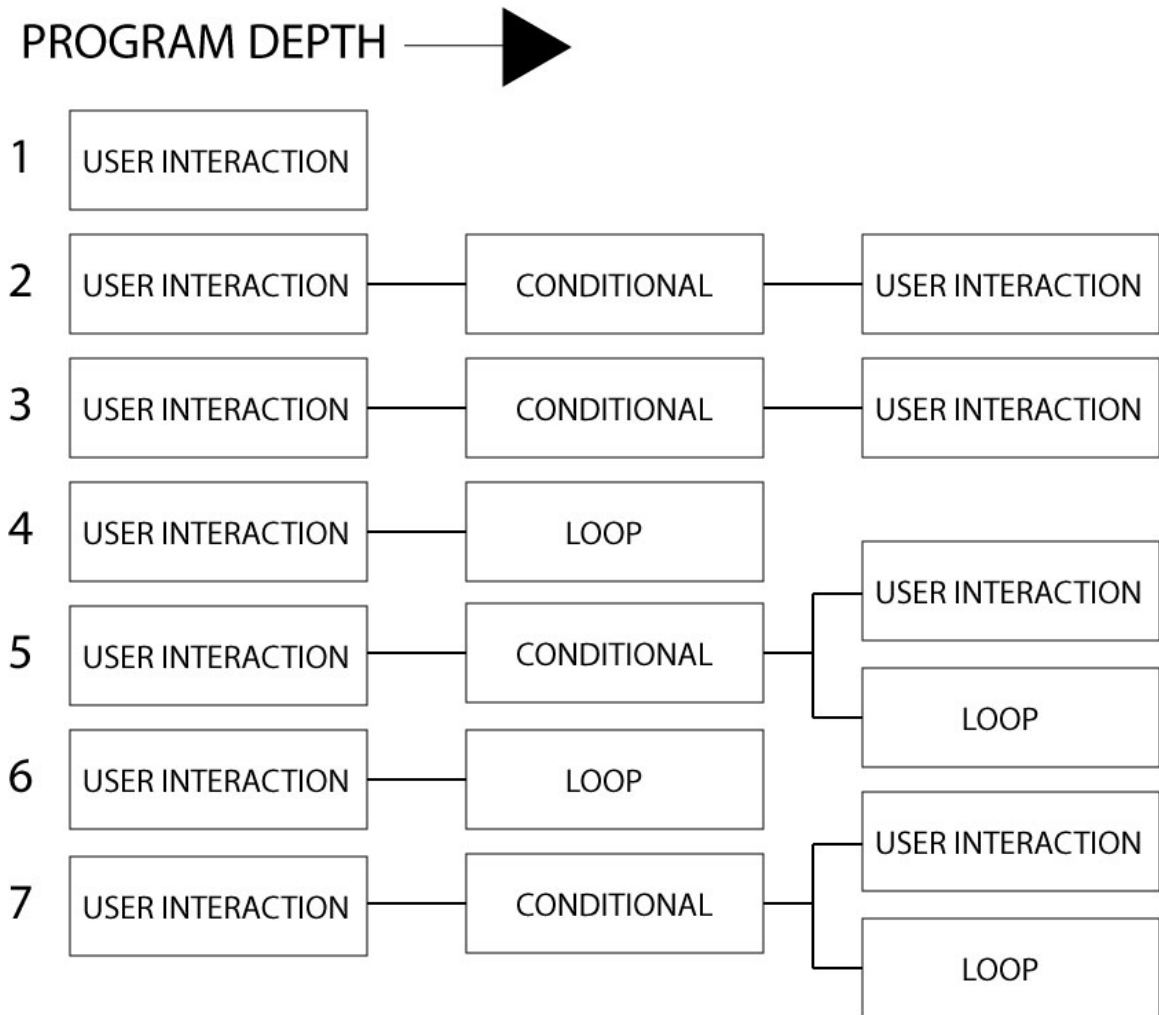 PROGRAM DEPTH
1 USER INTERACTION
2 USER INTERACTION CONDITIONAL USER INTERACTION
3 USER INTERACTION CONDITIONAL USER INTERACTION
4 USER INTERACTION LOOP
USER INTERACTION
5 USER INTERACTION CONDITIONAL
LOOP
6 USER INTERACTION LOOP
USER INTERACTION
7 USER INTERACTION CONDITIONAL
LOOP